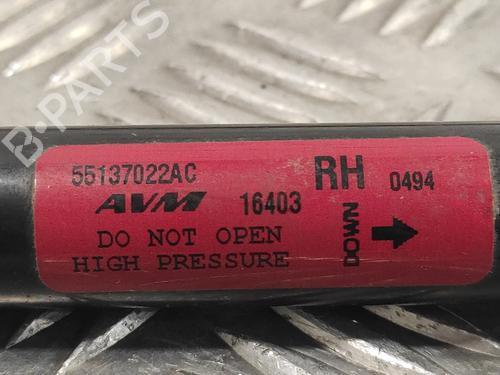 B-PARTS
55137022AC
RH 0494
AVM 16403
DO NOT OPEN
HIGH PRESSURE
DOWN